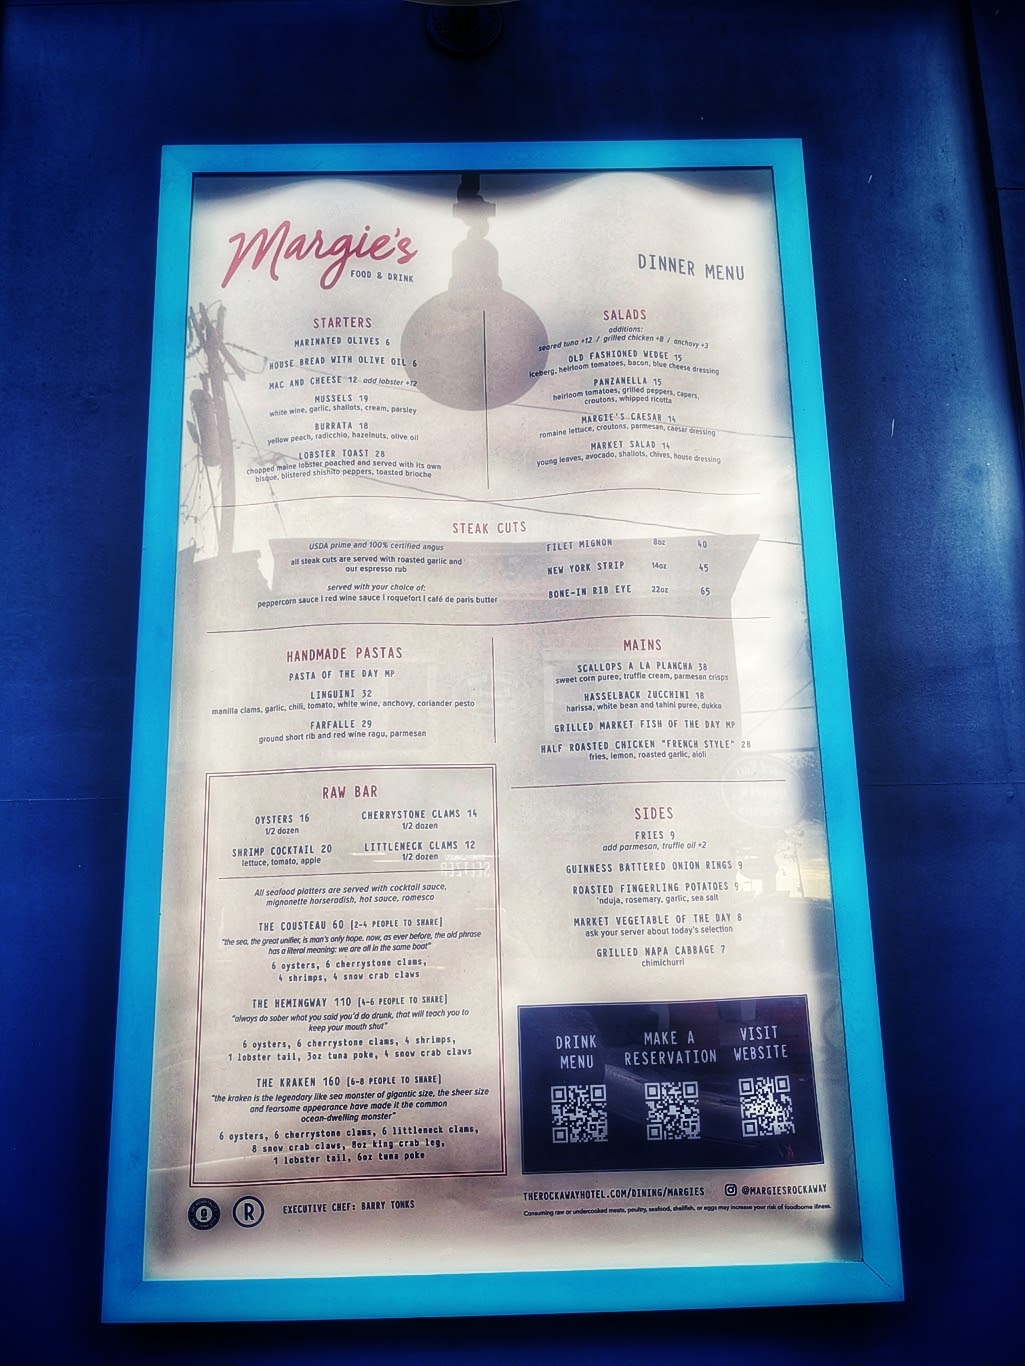 Margie's
FOOD & DRINK
DINNER MENU
STARTERS
MARINATED OLIVES 6
HOUSE BREAD WITH OLIVE OIL 6
MAC AND CHEESE 12 add lobster +12
MUSSELS 19
white wine, garlic, shallots, cream, parsley
BURRATA 18
yellow peach, radicchio, hazelnuts, olive oil
LOBSTER TOAST 28
chopped maine lobster poached and served with its own
bisque, blistered shishito peppers, toasted brioche
SALADS
additions:
seared tuna +12 / grilled chicken +8 / anchovy +3
OLD FASHIONED WEDGE 15
iceberg, heirloom tomatoes, bacon, blue cheese dressing
PANZANELLA 15
heirloom tomatoes, grilled peppers, capers,
croutons, whipped ricotta
MARGIE'S CAESAR 14
romaine lettuce, croutons, parmesan, caesar dressing
MARKET SALAD 14
young leaves, avocado, shallots, chives, house dressing
STEAK CUTS
USDA prime and 100% certified angus
all steak cuts are served with roasted garlic and
our espresso rub
served with your choice of:
peppercorn sauce | red wine sauce | roquefort | café de paris butter
FILET MIGNON 8oz 40
NEW YORK STRIP 14oz 45
BONE-IN RIB EYE 22oz 65
HANDMADE PASTAS
PASTA OF THE DAY MP
LINGUINI 32
manilla clams, garlic, chili, tomato, white wine, anchovy, coriander pesto
FARFALLE 29
ground short rib and red wine ragu, parmesan
MAINS
SCALLOPS A LA PLANCHA 38
sweet corn puree, truffle cream, parmesan crisps
HASSELBACK ZUCCHINI 18
harissa, white bean and tahini puree, dukka
GRILLED MARKET FISH OF THE DAY MP
HALF ROASTED CHICKEN "FRENCH STYLE" 28
fries, lemon, roasted garlic, aioli
RAW BAR
OYSTERS 16
1/2 dozen
CHERRYSTONE CLAMS 14
1/2 dozen
SHRIMP COCKTAIL 20
lettuce, tomato, apple
LITTLENECK CLAMS 12
1/2 dozen
All seafood platters are served with cocktail sauce,
mignonette horseradish, hot sauce, romesco
THE COUSTEAU 60 [2-4 PEOPLE TO SHARE]
"the sea, the great unifier, is man's only hope. now, as ever before, the old phrase
has a literal meaning: we are all in the same boat"
6 oysters, 6 cherrystone clams,
4 shrimps, 4 snow crab claws
THE HEMINGWAY 110 [4-6 PEOPLE TO SHARE]
"always do sober what you said you'd do drunk, that will teach you to
keep your mouth shut"
6 oysters, 6 cherrystone clams, 4 shrimps,
1 lobster tail, 3oz tuna poke, 4 snow crab claws
THE KRAKEN 160 [6-8 PEOPLE TO SHARE]
"the kraken is the legendary like sea monster of gigantic size, the sheer size
and fearsome appearance have made it the common
ocean-dwelling monster"
6 oysters, 6 cherrystone clams, 6 littleneck clams,
8 snow crab claws, 8oz king crab leg,
1 lobster tail, 6oz tuna poke
SIDES
FRIES 9
add parmesan, truffle oil +2
GUINNESS BATTERED ONION RINGS 9
ROASTED FINGERLING POTATOES 9
'nduja, rosemary, garlic, sea salt
MARKET VEGETABLE OF THE DAY 8
ask your server about today's selection
GRILLED NAPA CABBAGE 7
chimichurri
DRINK
MENU
MAKE A
RESERVATION
VISIT
WEBSITE
R
EXECUTIVE CHEF: BARRY TONKS
THEROCKAWAYHOTEL.COM/DINING/MARGIES @MARGIESROCKAWAY
Consuming raw or undercooked meats, poultry, seafood, shellfish, or eggs may increase your risk of foodborne illness.